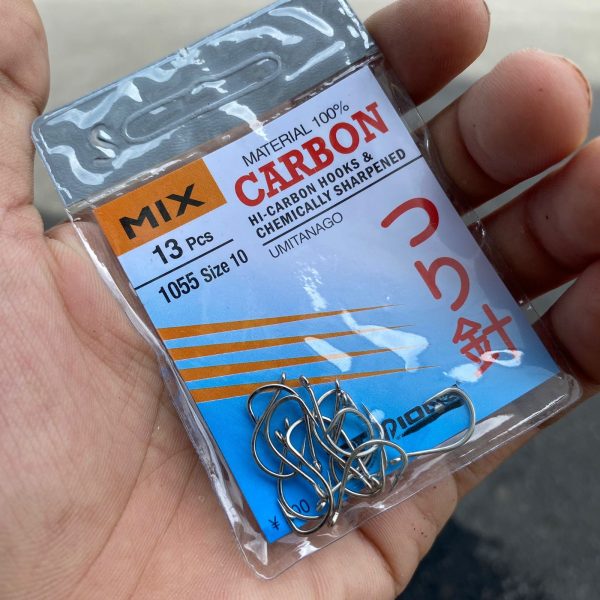 MIX
13 Pcs
1055 Size 10
MATERIAL 100%
CARBON
HI-CARBON HOOKS &
CHEMICALLY SHARPENED
UMITANAGO
つり針